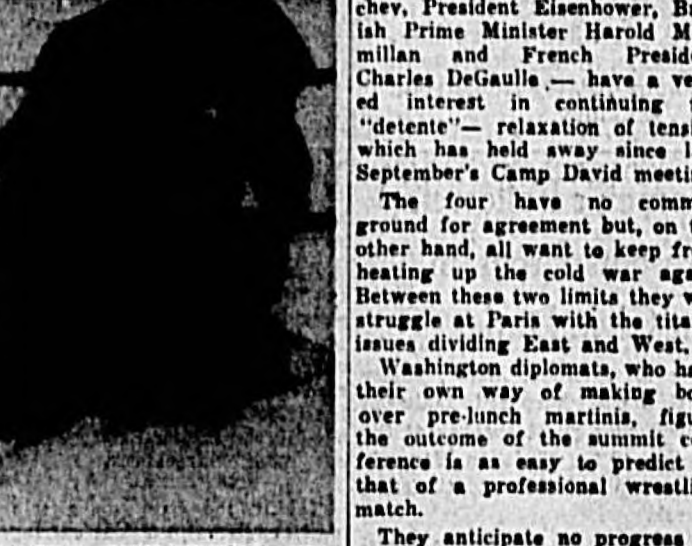 chev, President Eisenhower, Br
ish Prime Minister Harold M
millan and French Presid
Charles DeGaulle — have a ve
ed interest in continuing
"detente"— relaxation of tens
which has held sway since l
September's Camp David meeti
The four have no comm
ground for agreement but, on t
other hand, all want to keep fr
heating up the cold war aga
Between these two limits they w
struggle at Paris with the tita
issues dividing East and West.
Washington diplomats, who ha
their own way of making bo
over pre-lunch martinis, figu
the outcome of the summit c
ference is as easy to predict
that of a professional wrestli
match.
They anticipate no progress